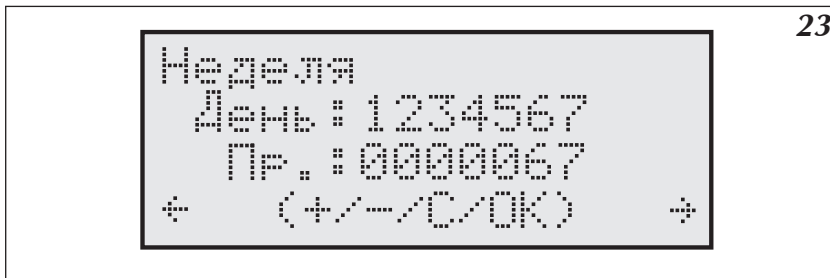 23
Неделя
День:1234567
Пр.:0000067
← (+/-/C/OK) →